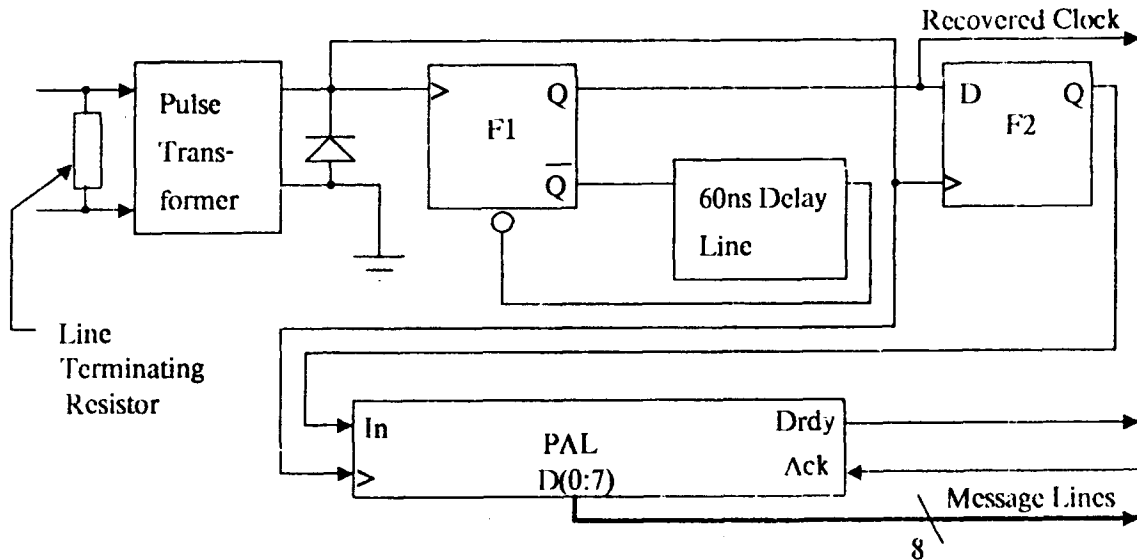 Recovered Clock
Pulse
Trans-
former
Q
F1
Q
D
Q
F2
60ns Delay
Line
Line
Terminating
Resistor
In
PAL
D(0:7)
Drdy
Ack
Message Lines
8